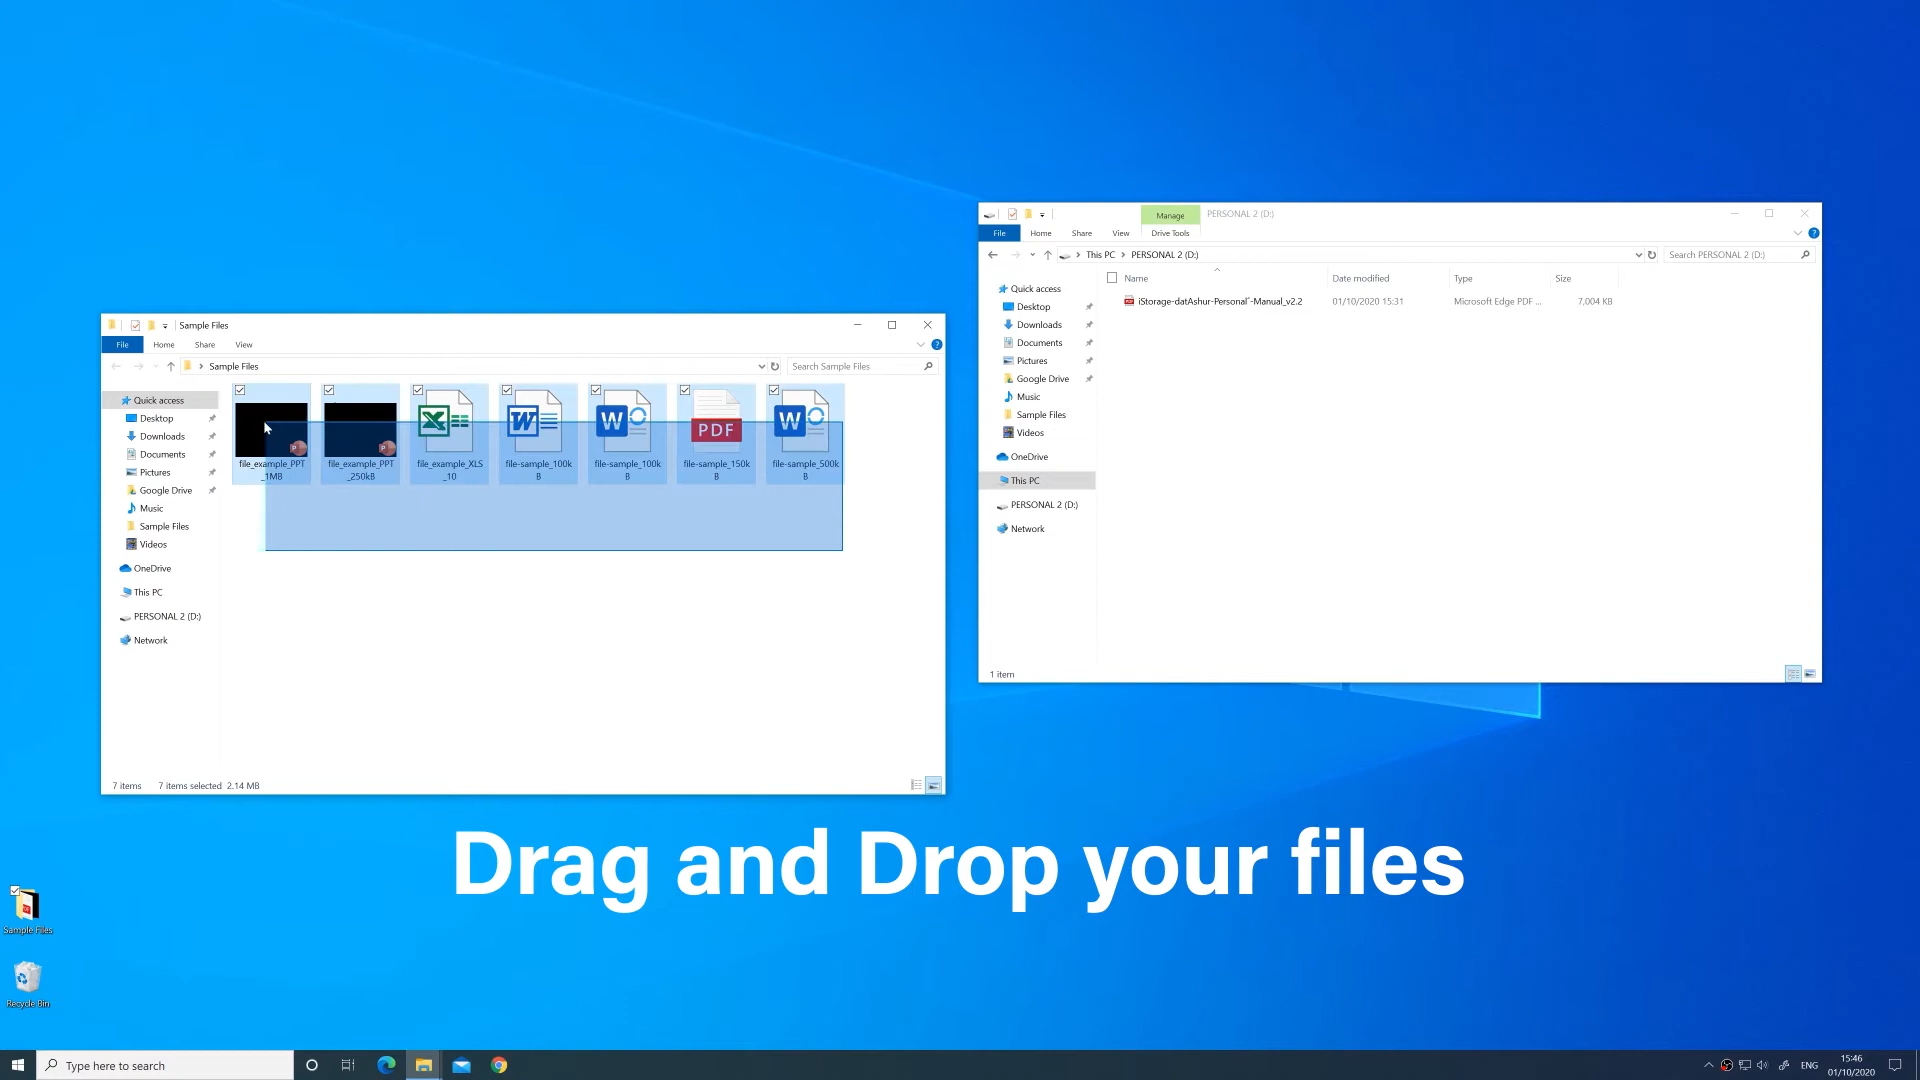 Manage
PERSONAL 2 (D:)
File
Home
Share
View
Drive Tools
This PC
PERSONAL 2 (D:)
Search PERSONAL 2 (D:)
Name
Date modified
Type
Size
Quick access
iStorage-datAshur-Personal²-Manual_v2.2
01/10/2020 15:31
Microsoft Edge PDF ...
7,004 KB
Desktop
Downloads
Documents
Pictures
Google Drive
Music
Sample Files
Videos
OneDrive
This PC
PERSONAL 2 (D:)
Network
1 item
Sample Files
File
Home
Share
View
Sample Files
Search Sample Files
Quick access
Desktop
Downloads
Documents
Pictures
Google Drive
Music
Sample Files
Videos
OneDrive
This PC
PERSONAL 2 (D:)
Network
file_example_PPT
_1MB
file_example_PPT
_250kB
file_example_XLS
_10
file-sample_100k
B
file-sample_100k
B
PDF
file-sample_150k
B
file-sample_500k
B
7 items
7 items selected 2.14 MB
Drag and Drop your files
Sample Files
Recycle Bin
Type here to search
ENG
15:46
01/10/2020